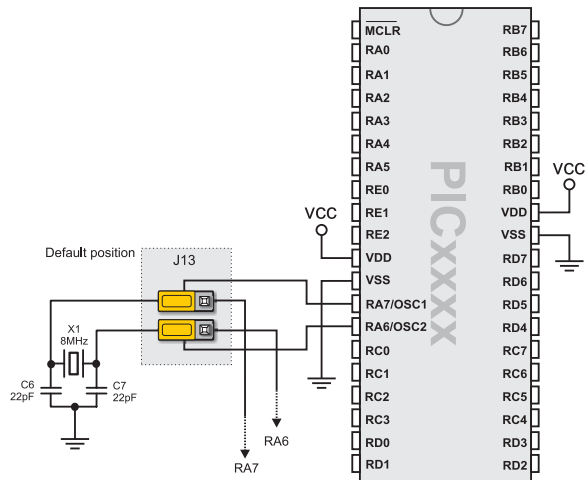 MCLR
RA0
RA1
RA2
RA3
RA4
RA5
RE0
RE1
RE2
VDD
VSS
RA7/OSC1
RA6/OSC2
RC0
RC1
RC2
RC3
RD0
RD1
PICxxxx
RB7
RB6
RB5
RB4
RB3
RB2
RB1
RB0
VDD
VSS
RD7
RD6
RD5
RD4
RC7
RC6
RC5
RC4
RD3
RD2
VCC
VCC
Default position
J13
X1
8MHz
C6
22pF
C7
22pF
RA6
RA7